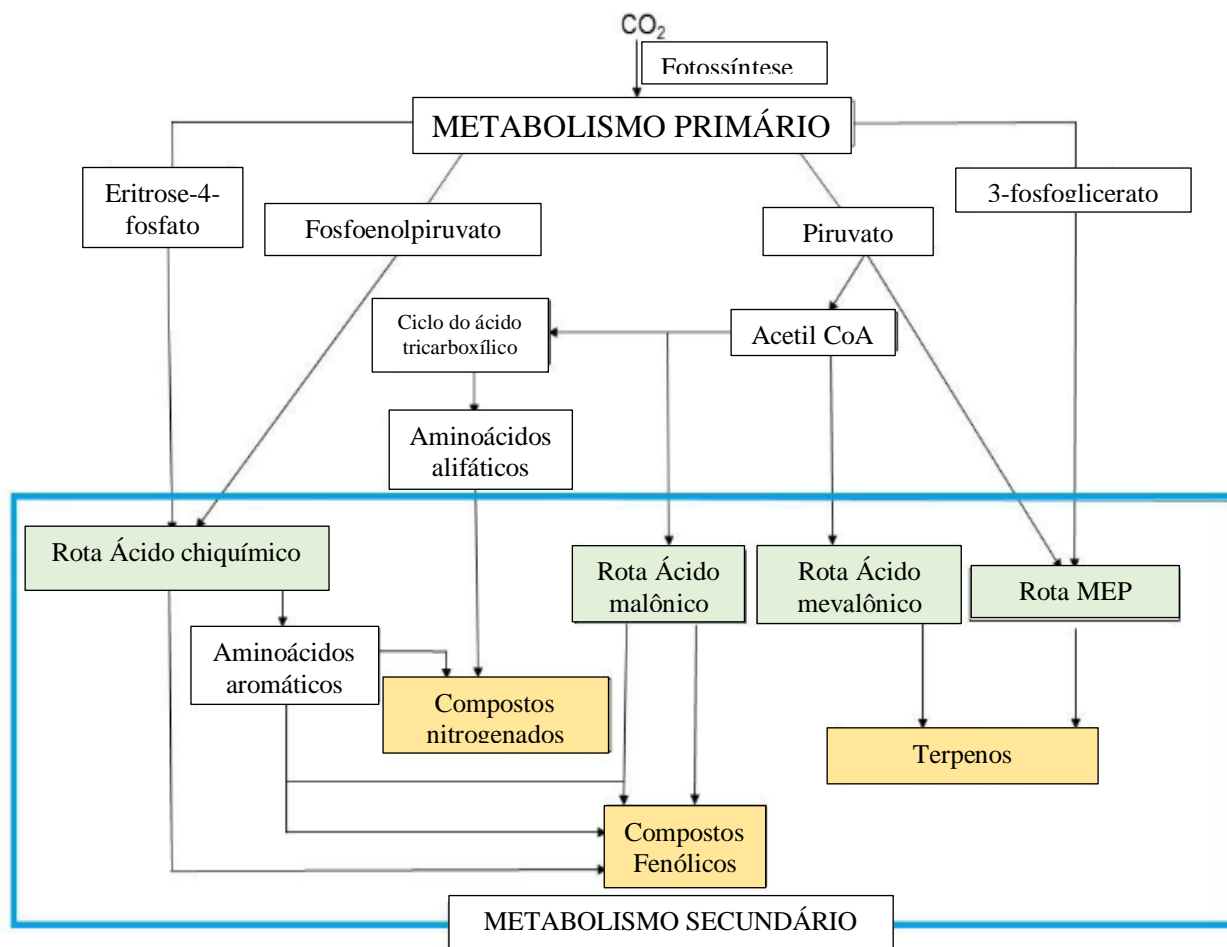 CO2
Fotossíntese
METABOLISMO PRIMÁRIO
Eritrose-4-
fosfato
Fosfoenolpiruvato
Piruvato
3-fosfoglicerato
Ciclo do ácido
tricarboxílico
Acetil CoA
Aminoácidos
alifáticos
Rota Ácido chiquímico
Rota Ácido
malônico
Rota Ácido
mevalônico
Rota MEP
Aminoácidos
aromáticos
Compostos
nitrogenados
Terpenos
Compostos
Fenólicos
METABOLISMO SECUNDÁRIO